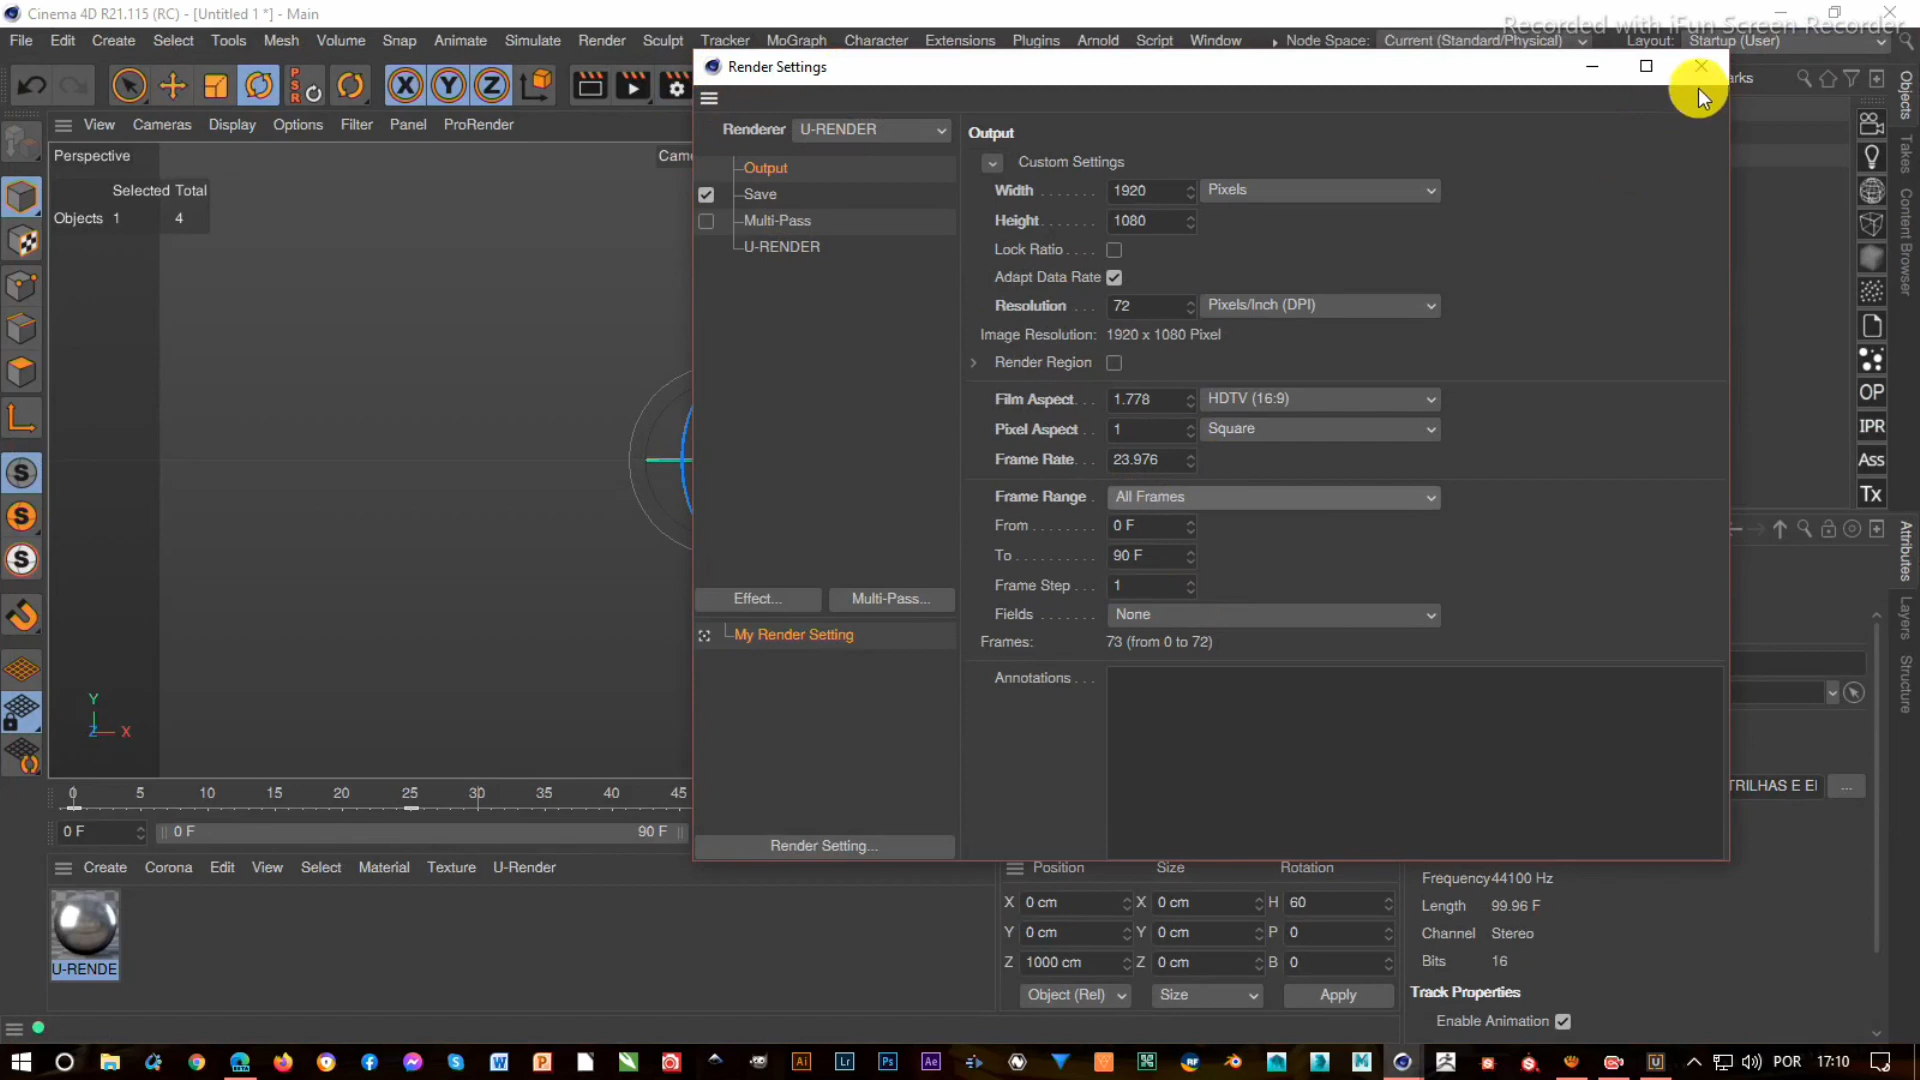 Cinema 4D R21.115 (RC) - [Untitled 1 *] - Main
Recorded with iFun Screen Recorder
File Edit Create Select Tools Mesh Volume Snap Animate Simulate Render Sculpt Tracker MoGraph Character Extensions Plugins Arnold Script Window Node Space: Current (Standard/Physical) Layout: Startup (User)
Render Settings
View Cameras Display Options Filter Panel ProRender
Perspective
Selected Total
Objects 1 4
Renderer U-RENDER
Output
Save
Multi-Pass
U-RENDER
Effect... Multi-Pass...
My Render Setting
Render Setting...
Output
Custom Settings
Width 1920 Pixels
Height 1080
Lock Ratio
Adapt Data Rate
Resolution 72 Pixels/Inch (DPI)
Image Resolution: 1920 x 1080 Pixel
Render Region
Film Aspect 1.778 HDTV (16:9)
Pixel Aspect 1 Square
Frame Rate 23.976
Frame Range All Frames
From 0 F
To 90 F
Frame Step 1
Fields None
Frames: 73 (from 0 to 72)
Annotations
Objects
Takes
Content Browser
Attributes
Layers
Structure
OP
IPR
Ass
Tx
PSR
X Y Z
Y
Z X
0 5 10 15 20 25 30 35 40 45
0 F 0 F 90 F
Create Corona Edit View Select Material Texture U-Render
U-RENDE
Position Size Rotation
X 0 cm X 0 cm H 60
Y 0 cm Y 0 cm P 0
Z 1000 cm Z 0 cm B 0
Object (Rel) Size Apply
...
Frequency 44100 Hz
Length 99.96 F
Channel Stereo
Bits 16
Track Properties
Enable Animation
POR 17:10